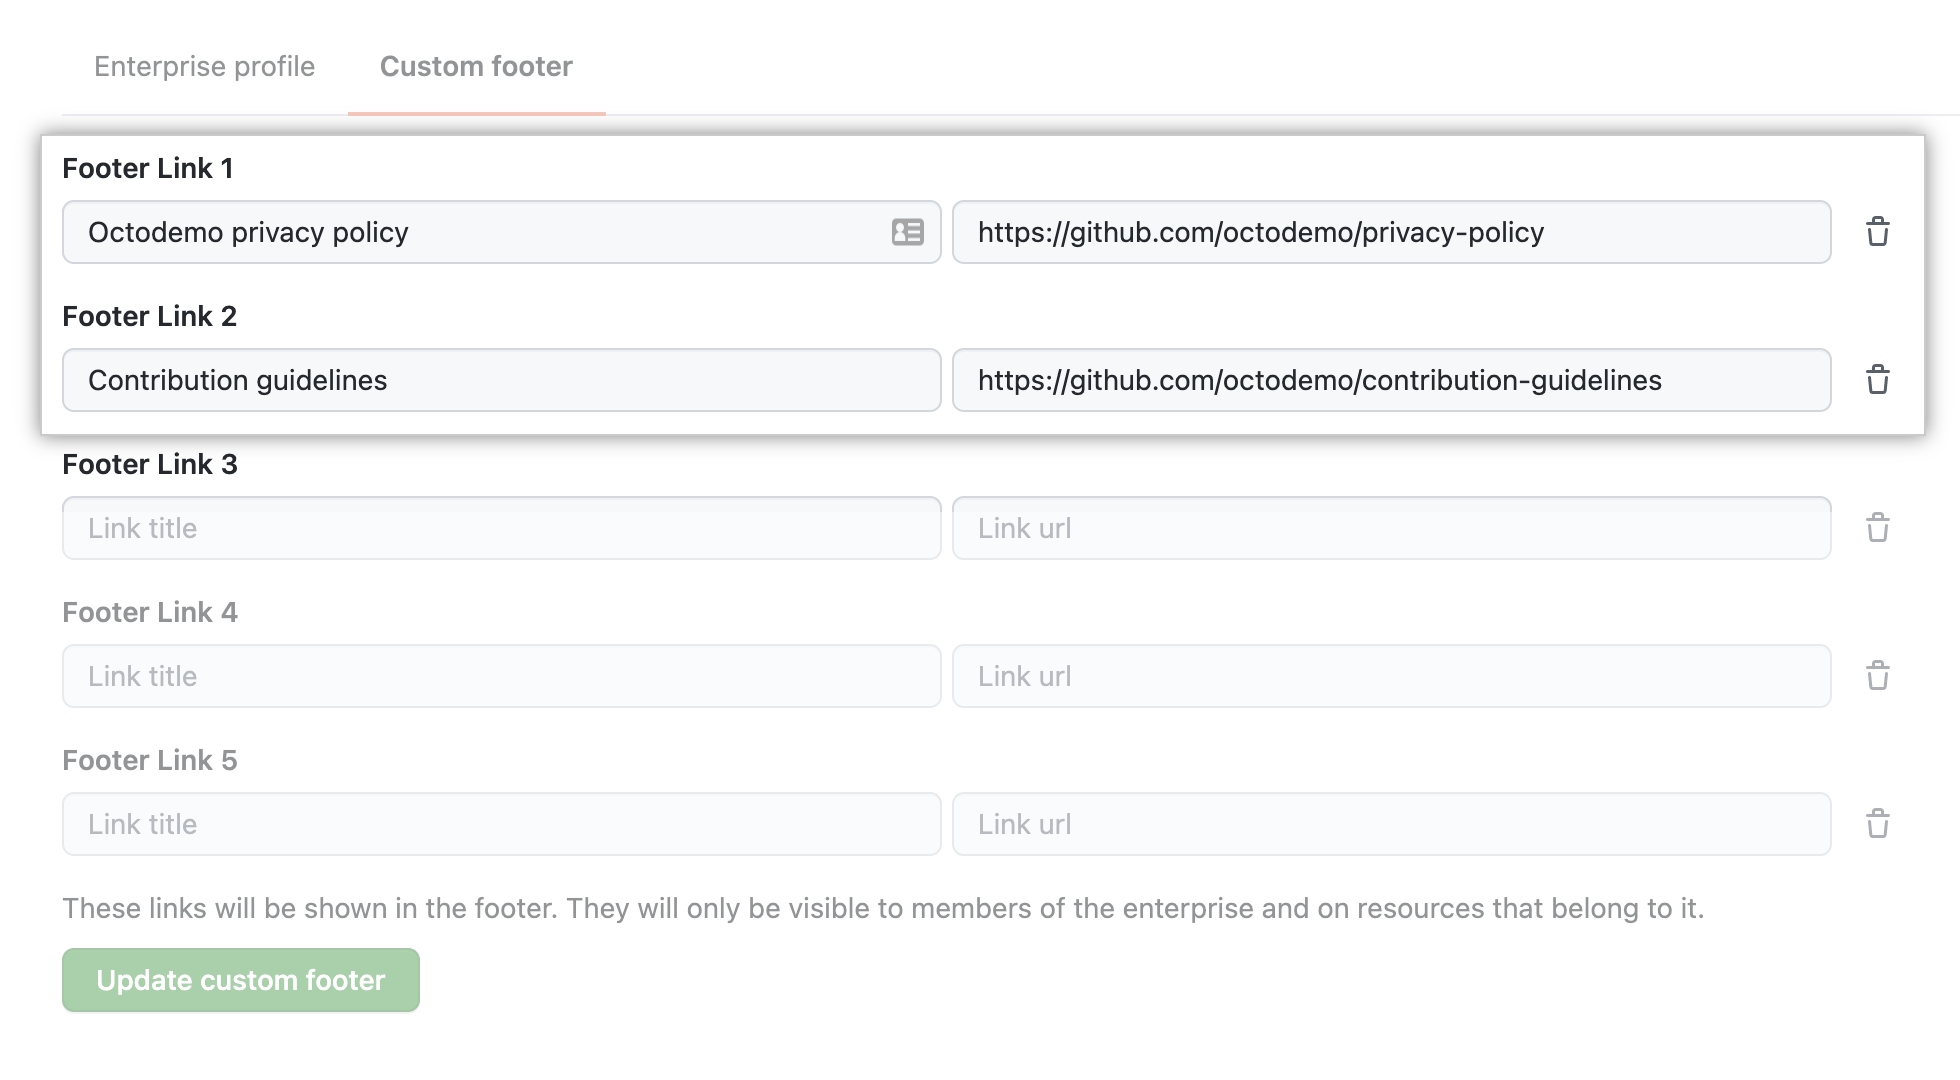 Enterprise profile Custom footer
Footer Link 1
Octodemo privacy policy https://github.com/octodemo/privacy-policy
Footer Link 2
Contribution guidelines https://github.com/octodemo/contribution-guidelines
Footer Link 3
Link title Link url
Footer Link 4
Link title Link url
Footer Link 5
Link title Link url
These links will be shown in the footer. They will only be visible to members of the enterprise and on resources that belong to it.
Update custom footer